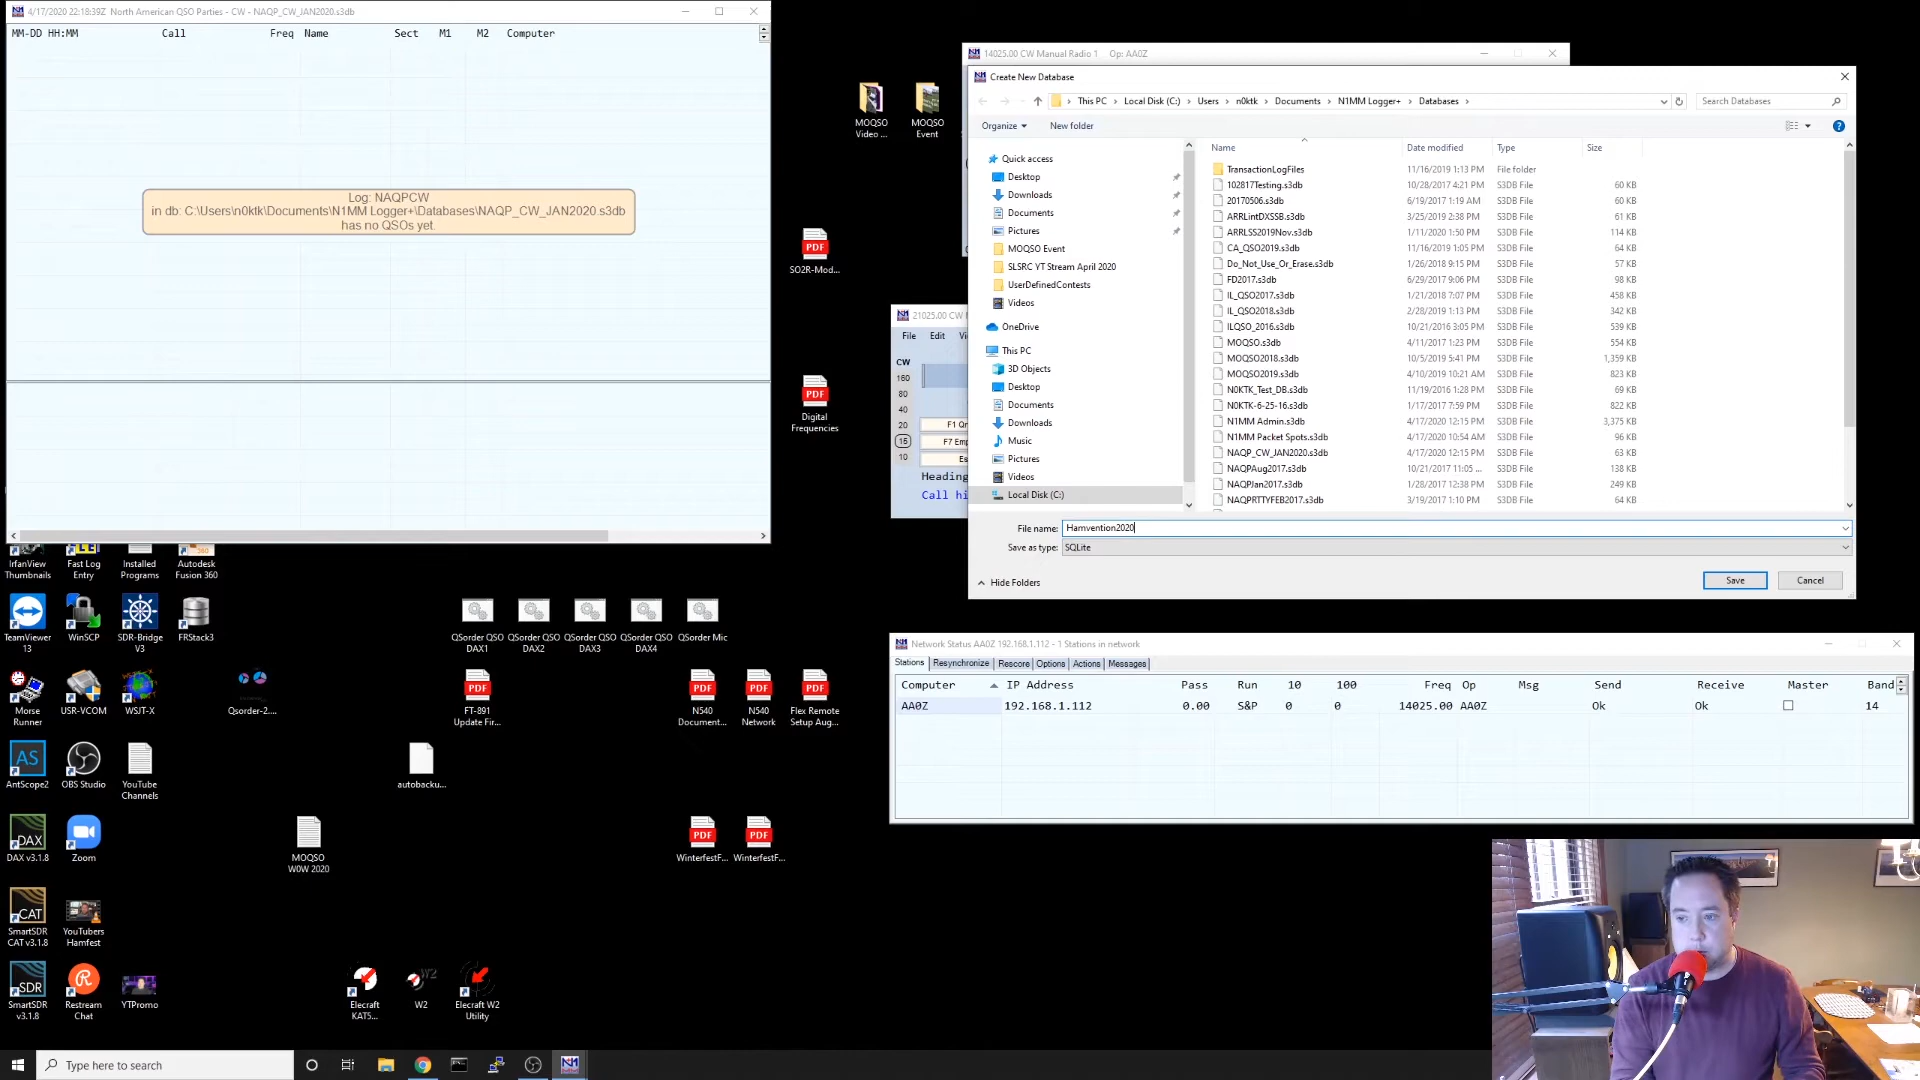 4/17/2020 22:18:39Z North American QSO Parties - CW - NAQP_CW_JAN2020.s3db
MM-DD HH:MM Call Freq Name Sect M1 M2 Computer
Log: NAQPCW
in db: C:\Users\n0ktk\Documents\N1MM Logger+\Databases\NAQP_CW_JAN2020.s3db
has no QSOs yet.
MOQSO Video ...
MOQSO Event
SO2R-Mod...
Digital Frequencies
14025.00 CW Manual Radio 1 Op: AA0Z
Create New Database
This PC > Local Disk (C:) > Users > n0ktk > Documents > N1MM Logger+ > Databases >
Search Databases
Organize
New folder
Quick access
Desktop
Downloads
Documents
Pictures
MOQSO Event
SLSRC YT Stream April 2020
UserDefinedContests
Videos
OneDrive
This PC
3D Objects
Desktop
Documents
Downloads
Music
Pictures
Videos
Local Disk (C:)
Name Date modified Type Size
TransactionLogFiles 11/16/2019 1:13 PM File folder
102817Testing.s3db 10/28/2017 4:21 PM S3DB File 60 KB
20170506.s3db 6/19/2017 1:19 AM S3DB File 60 KB
ARRLintDXSSB.s3db 3/25/2019 2:38 PM S3DB File 61 KB
ARRLSS2019Nov.s3db 1/11/2020 1:50 PM S3DB File 114 KB
CA_QSO2019.s3db 11/16/2019 1:05 PM S3DB File 64 KB
Do_Not_Use_Or_Erase.s3db 1/26/2018 9:15 PM S3DB File 57 KB
FD2017.s3db 6/29/2017 9:06 PM S3DB File 98 KB
IL_QSO2017.s3db 1/21/2018 7:07 PM S3DB File 458 KB
IL_QSO2018.s3db 2/28/2019 1:13 PM S3DB File 342 KB
ILQSO_2016.s3db 10/21/2016 3:05 PM S3DB File 539 KB
MOQSO.s3db 4/11/2017 1:23 PM S3DB File 554 KB
MOQSO2018.s3db 10/5/2019 5:41 PM S3DB File 1,359 KB
MOQSO2019.s3db 4/10/2019 10:21 AM S3DB File 823 KB
N0KTK_Test_DB.s3db 11/19/2016 1:28 PM S3DB File 69 KB
N0KTK-6-25-16.s3db 1/17/2017 7:59 PM S3DB File 822 KB
N1MM Admin.s3db 4/17/2020 12:15 PM S3DB File 3,375 KB
N1MM Packet Spots.s3db 4/17/2020 10:54 AM S3DB File 96 KB
NAQP_CW_JAN2020.s3db 4/17/2020 12:15 PM S3DB File 63 KB
NAQPAug2017.s3db 10/21/2017 11:05 ... S3DB File 138 KB
NAQPJan2017.s3db 1/28/2017 12:38 PM S3DB File 249 KB
NAQPRTTYFEB2017.s3db 3/19/2017 1:10 PM S3DB File 64 KB
File name: Hamvention2020
Save as type: SQLite
Hide Folders
Save
Cancel
21025.00 CW
File Edit
CW
160
80
40
20
15
10
Heading
Call hi
Network Status AA0Z 192.168.1.112 - 1 Stations in network
Stations Resynchronize Rescore Options Actions Messages
Computer IP Address Pass Run 10 100 Freq Op Msg Send Receive Master Band
AA0Z 192.168.1.112 0.00 S&P 0 0 14025.00 AA0Z Ok Ok 14
IrfanView Thumbnails
Fast Log Entry
Installed Programs
Autodesk Fusion 360
TeamViewer 13
WinSCP
SDR-Bridge V3
FRStack3
QSorder QSO DAX1
QSorder QSO DAX2
QSorder QSO DAX3
QSorder QSO DAX4
QSorder Mic
Morse Runner
USR-VCOM
WSJT-X
Qsorder-2....
FT-891 Update Fir...
N540 Document...
N540 Network
Flex Remote Setup Aug...
AntScope2
OBS Studio
YouTube Channels
autobacku...
DAX v3.1.8
Zoom
MOQSO W0W 2020
WinterfestF...
WinterfestF...
SmartSDR CAT v3.1.8
YouTubers Hamfest
SmartSDR v3.1.8
Restream Chat
YTPromo
Elecraft KAT5...
W2
Elecraft W2 Utility
Type here to search